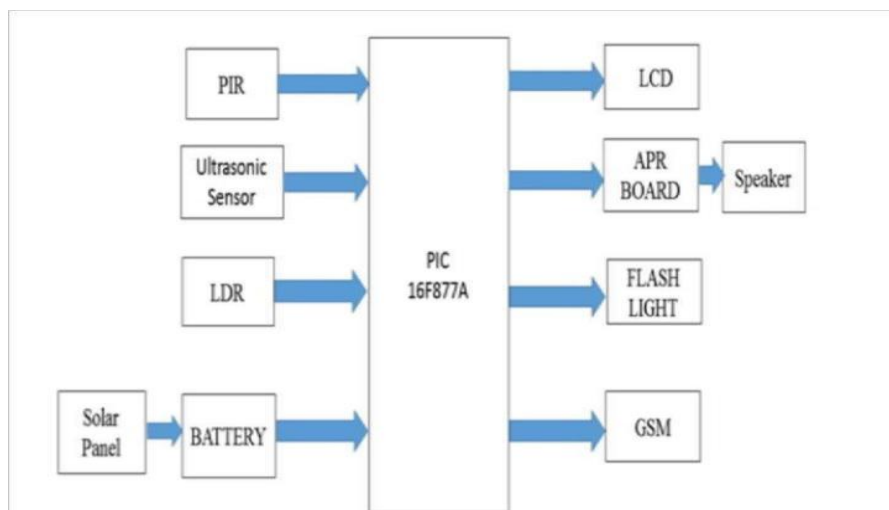 PIR
LCD
Ultrasonic
Sensor
APR
BOARD
Speaker
PIC
16F877A
LDR
FLASH
LIGHT
Solar
Panel
BATTERY
GSM